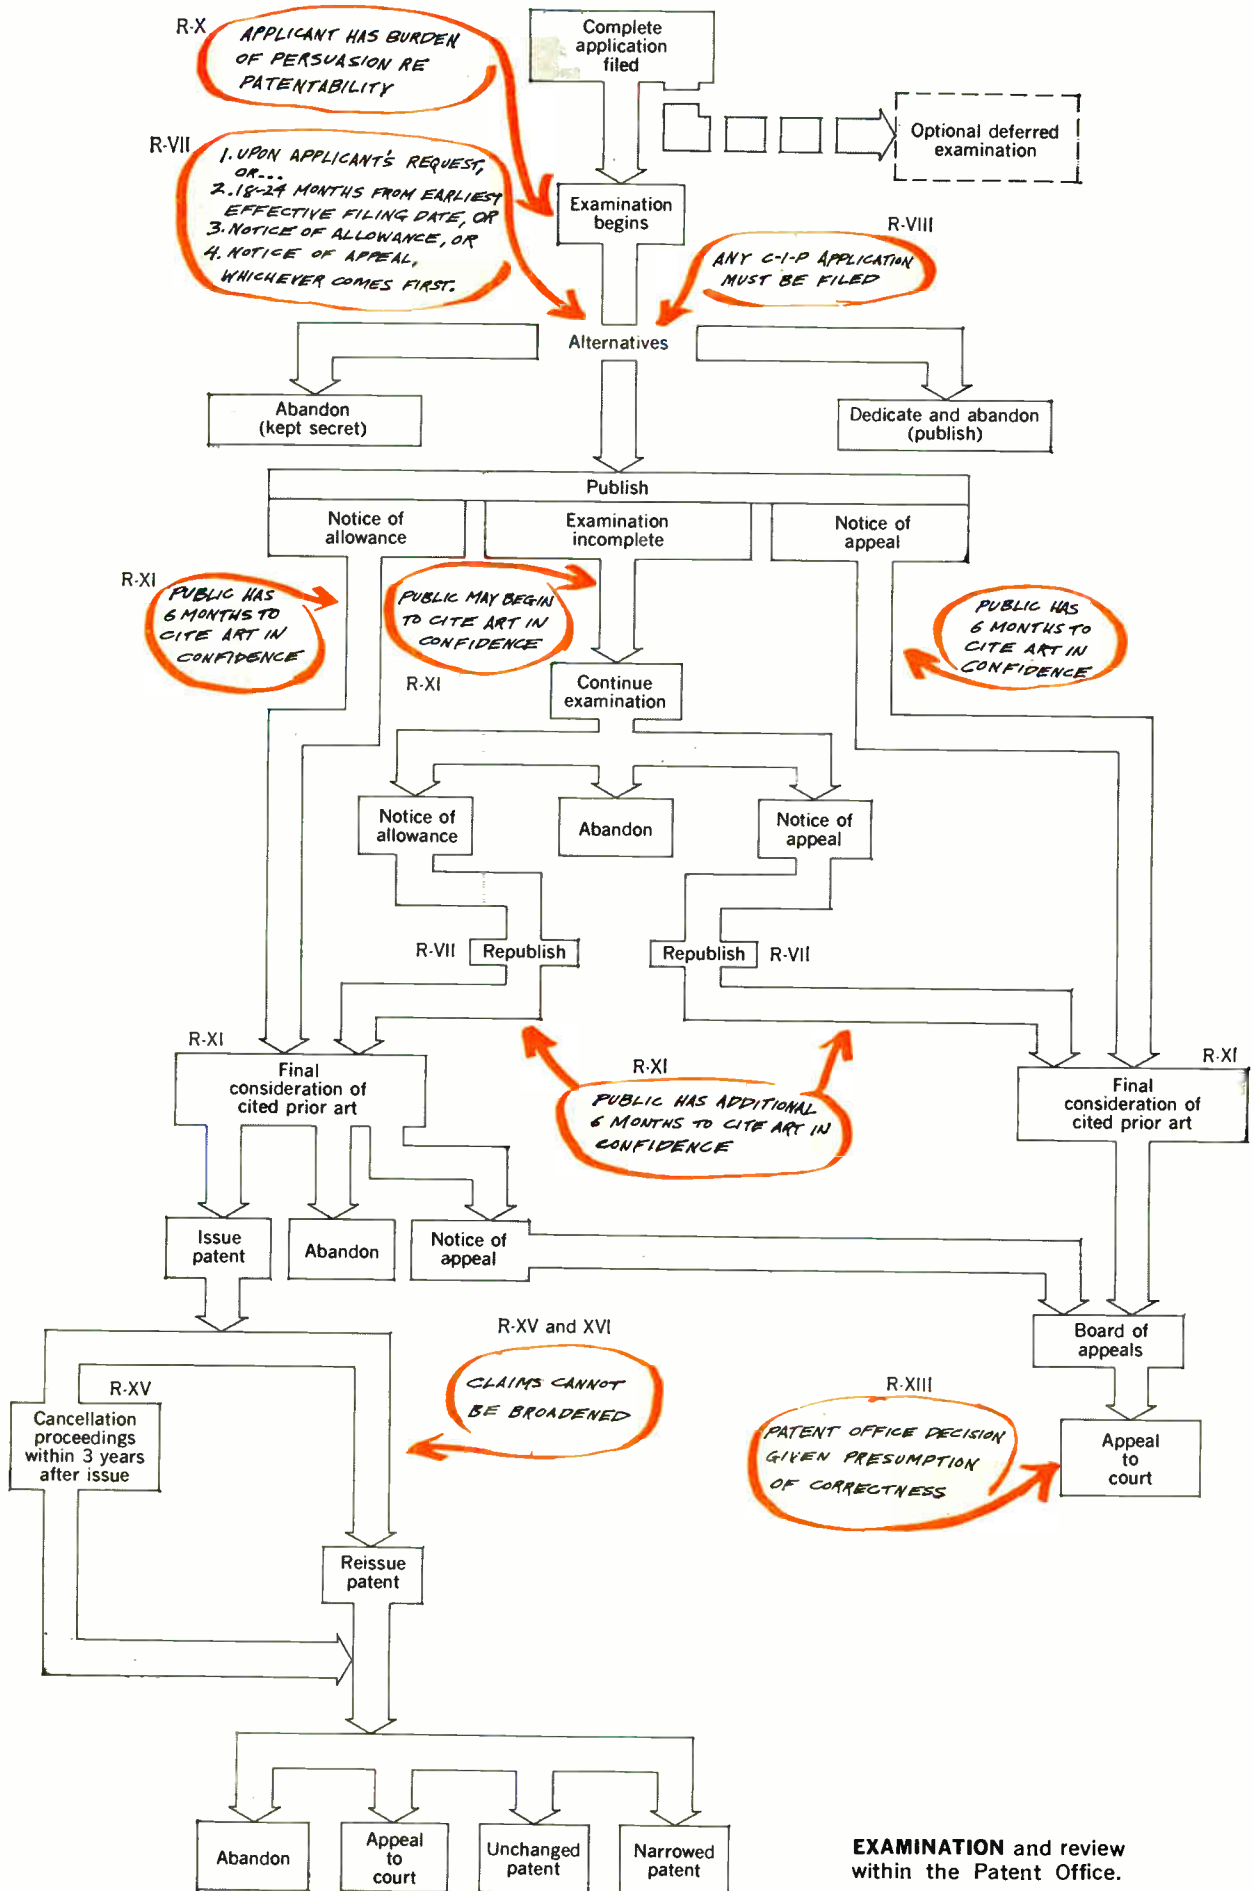 R-X
APPLICANT HAS BURDEN
OF PERSUASION RE
PATENTABILITY
Complete
application
filed
Optional deferred
examination
R-VII
1. UPON APPLICANT'S REQUEST,
OR...
2. 18-24 MONTHS FROM EARLIEST
EFFECTIVE FILING DATE, OR
3. NOTICE OF ALLOWANCE, OR
4. NOTICE OF APPEAL,
WHICHEVER COMES FIRST.
Examination
begins
R-VIII
ANY C-I-P APPLICATION
MUST BE FILED
Alternatives
Abandon
(kept secret)
Dedicate and abandon
(publish)
Publish
Notice of
allowance
Examination
incomplete
Notice of
appeal
R-XI
PUBLIC HAS
6 MONTHS TO
CITE ART IN
CONFIDENCE
PUBLIC MAY BEGIN
TO CITE ART IN
CONFIDENCE
R-XI
PUBLIC HAS
6 MONTHS TO
CITE ART IN
CONFIDENCE
Continue
examination
Notice of
allowance
Abandon
Notice of
appeal
R-VII
Republish
Republish
R-VII
R-XI
Final
consideration of
cited prior art
R-XI
PUBLIC HAS ADDITIONAL
6 MONTHS TO CITE ART IN
CONFIDENCE
R-XI
Final
consideration of
cited prior art
Issue
patent
Abandon
Notice of
appeal
Board of
appeals
R-XV and XVI
CLAIMS CANNOT
BE BROADENED
R-XV
Cancellation
proceedings
within 3 years
after issue
R-XIII
PATENT OFFICE DECISION
GIVEN PRESUMPTION
OF CORRECTNESS
Appeal
to
court
Reissue
patent
Abandon
Appeal
to
court
Unchanged
patent
Narrowed
patent
EXAMINATION and review
within the Patent Office.